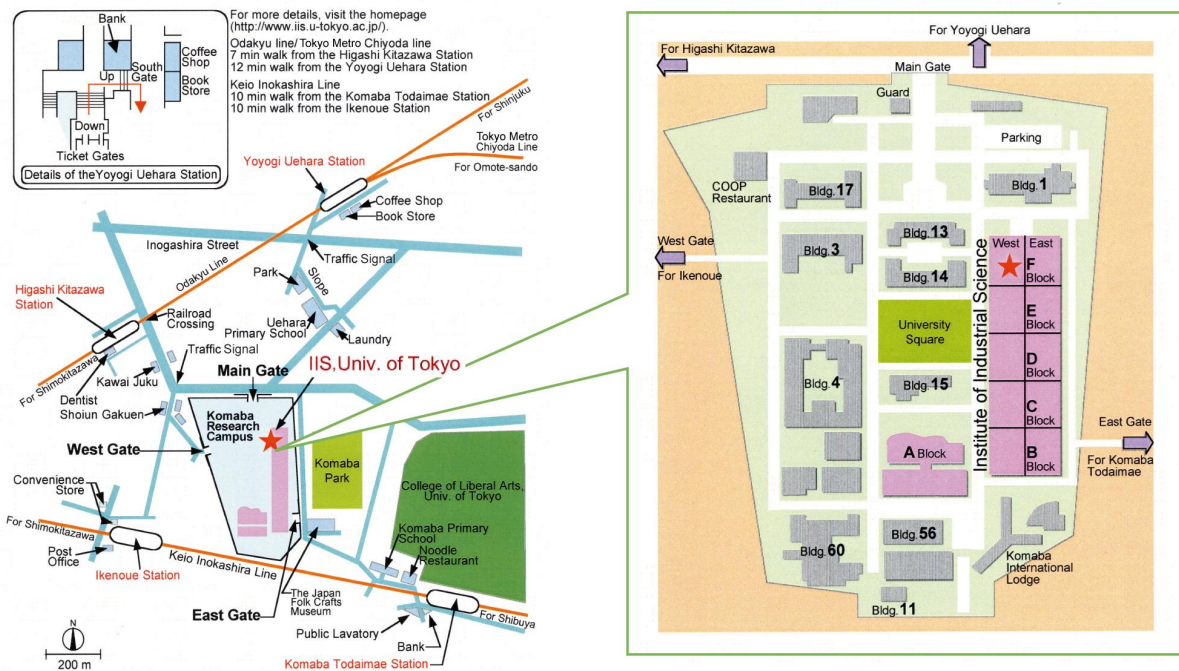 Bank
Up
South
Gate
Coffee
Shop
Book
Store
Down
Ticket Gates
Details of theYoyogi Uehara Station
For more details, visit the homepage
(http://www.iis.u-tokyo.ac.jp/).
Odakyu line/ Tokyo Metro Chiyoda line
7 min walk from the Higashi Kitazawa Station
12 min walk from the Yoyogi Uehara Station
Keio Inokashira Line
10 min walk from the Komaba Todaimae Station
10 min walk from the Ikenoue Station
For Shinjuku
Tokyo Metro
Chiyoda Line
For Omote-sando
Yoyogi Uehara Station
Coffee Shop
Book Store
Inogashira Street
Traffic Signal
Odakyu Line
Park
Slope
Higashi Kitazawa
Station
Railroad
Crossing
Uehara
Primary School
Laundry
Traffic Signal
For Shimokitazawa
Kawai Juku
Dentist
Shoiun Gakuen
IIS,Univ. of Tokyo
Main Gate
Komaba
Research
Campus
West Gate
Komaba
Park
College of Liberal Arts,
Univ. of Tokyo
Convenience
Store
For Shimokitazawa
Post
Office
Ikenoue Station
Keio Inokashira Line
Komaba Primary
School
Noodle
Restaurant
East Gate
The Japan
Folk Crafts
Museum
Public Lavatory
Bank
For Shibuya
Komaba Todaimae Station
N
200 m
For Yoyogi Uehara
For Higashi Kitazawa
Main Gate
Guard
Parking
COOP
Restaurant
Bldg.17
Bldg.1
West Gate
For Ikenoue
Bldg.3
Bldg.13
Bldg.14
West East
F
Block
E
Block
D
Block
C
Block
B
Block
Institute of Industrial Science
University
Square
Bldg.4
Bldg.15
A Block
East Gate
For Komaba
Todaimae
Bldg.60
Bldg.56
Komaba
International
Lodge
Bldg.11